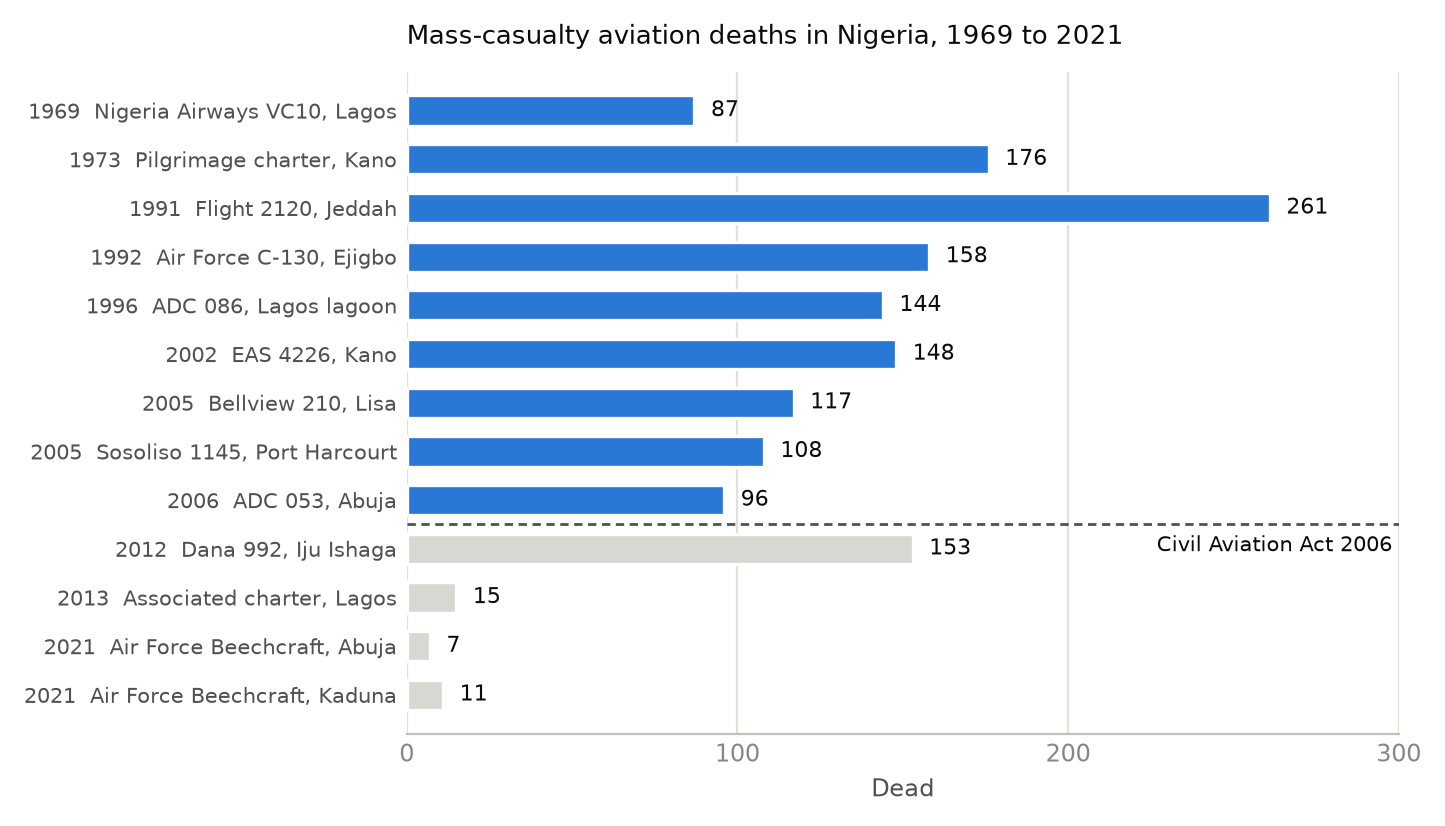 Mass-casualty aviation deaths in Nigeria, 1969 to 2021
1969 Nigeria Airways VC10, Lagos 87
1973 Pilgrimage charter, Kano 176
1991 Flight 2120, Jeddah 261
1992 Air Force C-130, Ejigbo 158
1996 ADC 086, Lagos lagoon 144
2002 EAS 4226, Kano 148
2005 Bellview 210, Lisa 117
2005 Sosoliso 1145, Port Harcourt 108
2006 ADC 053, Abuja 96
2012 Dana 992, Iju Ishaga 153 Civil Aviation Act 2006
2013 Associated charter, Lagos 15
2021 Air Force Beechcraft, Abuja 7
2021 Air Force Beechcraft, Kaduna 11
0 100 200 300
Dead